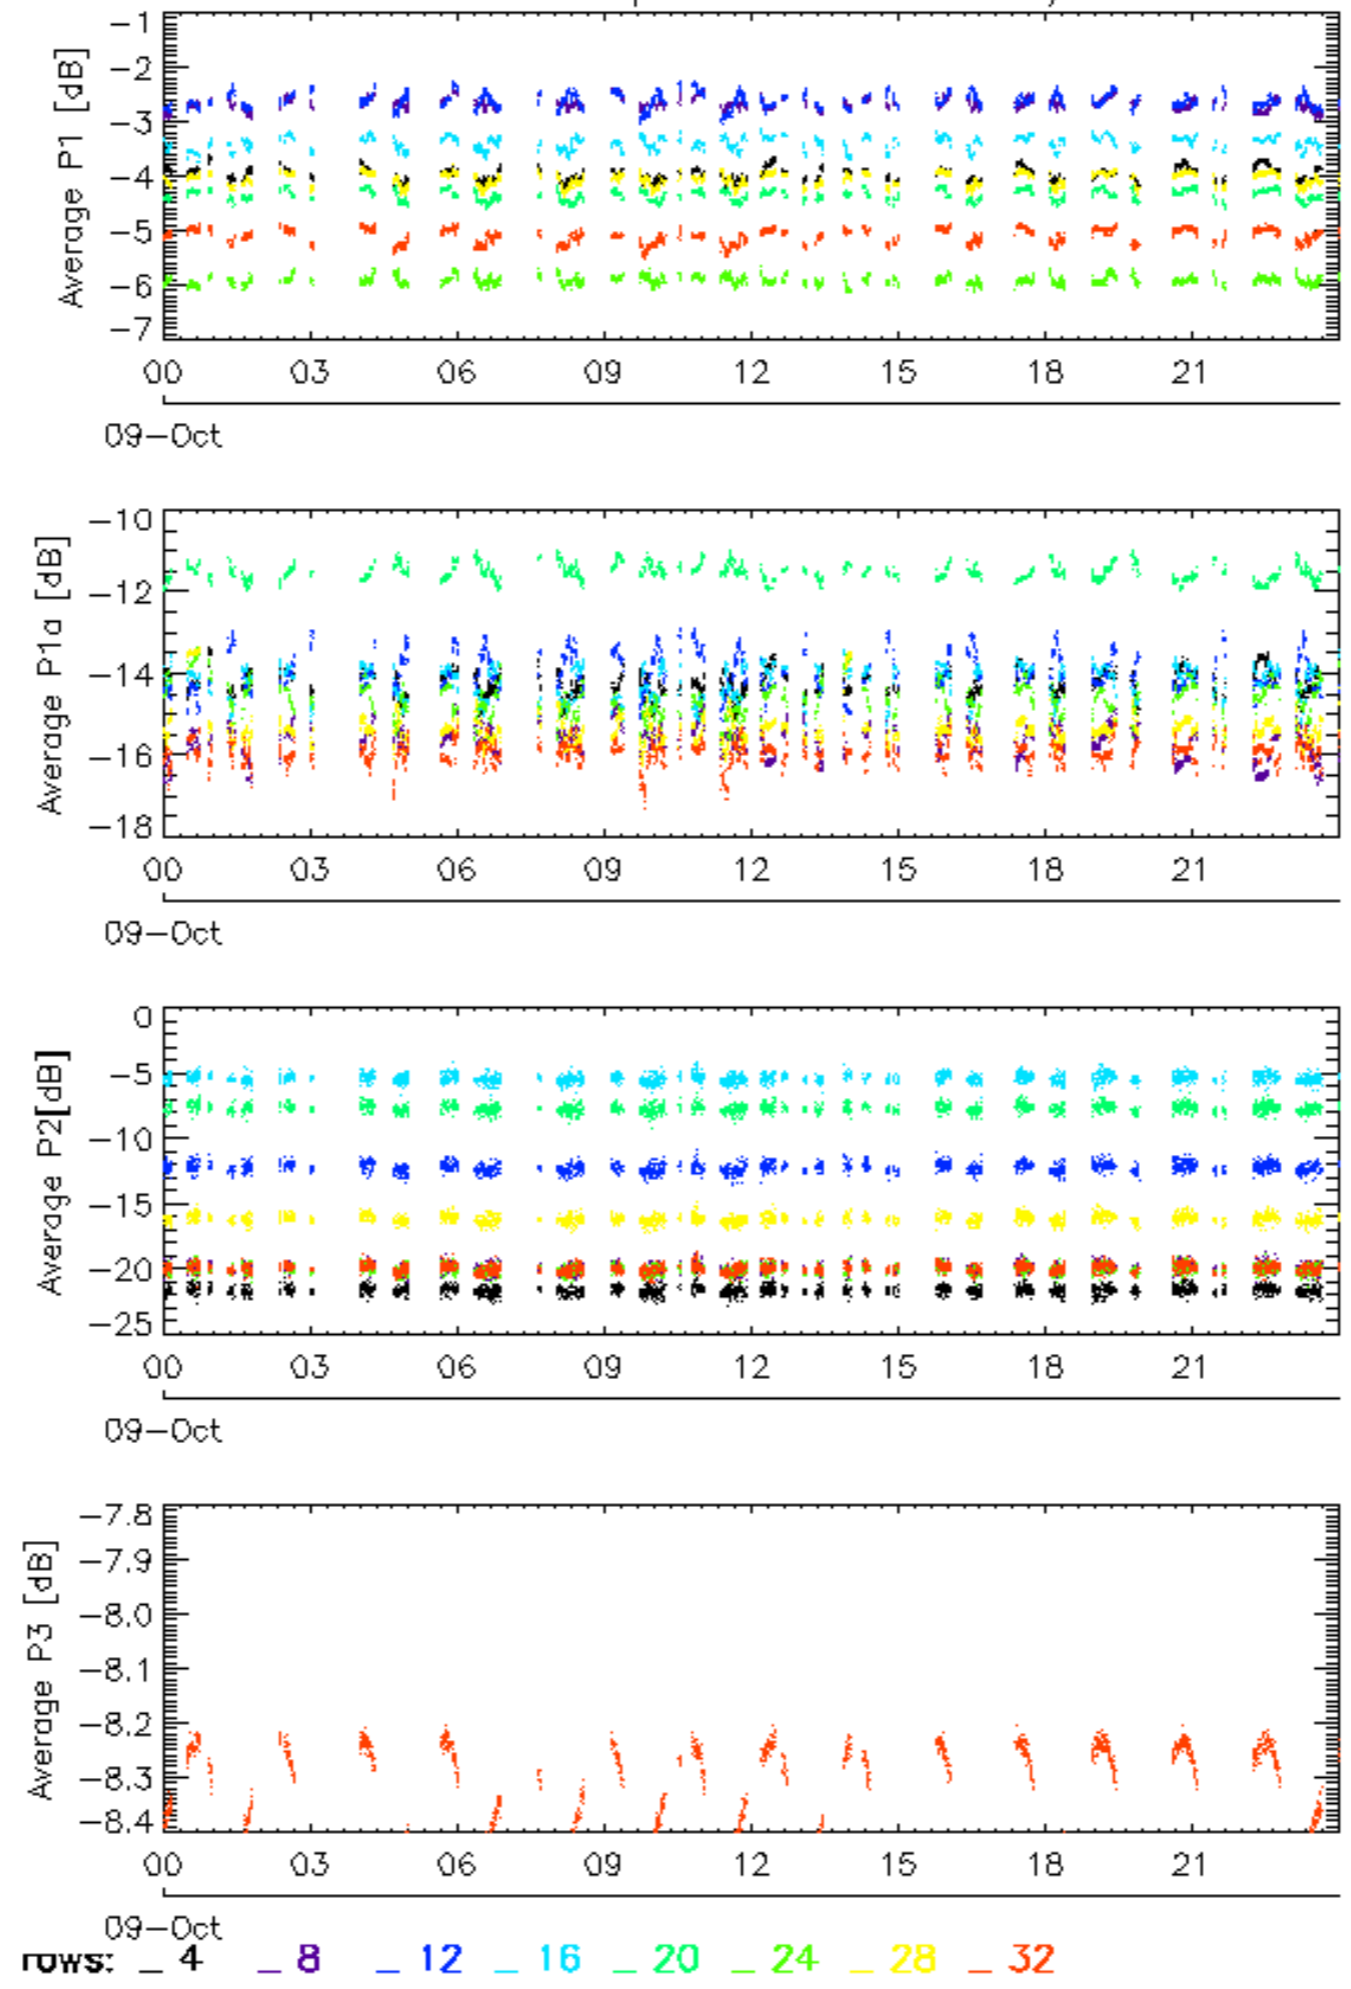 Average P1 [dB]
-1
-2
-3
-4
-5
-6
-7
00 03 06 09 12 15 18 21
09-Oct
Average P1a [dB]
-10
-12
-14
-16
-18
00 03 06 09 12 15 18 21
09-Oct
Average P2[dB]
0
-5
-10
-15
-20
-25
00 03 06 09 12 15 18 21
09-Oct
Average P3 [dB]
-7.8
-7.9
-8.0
-8.1
-8.2
-8.3
-8.4
00 03 06 09 12 15 18 21
09-Oct
rows: _ 4 _ 8 _ 12 _ 16 _ 20 _ 24 _ 28 _ 32